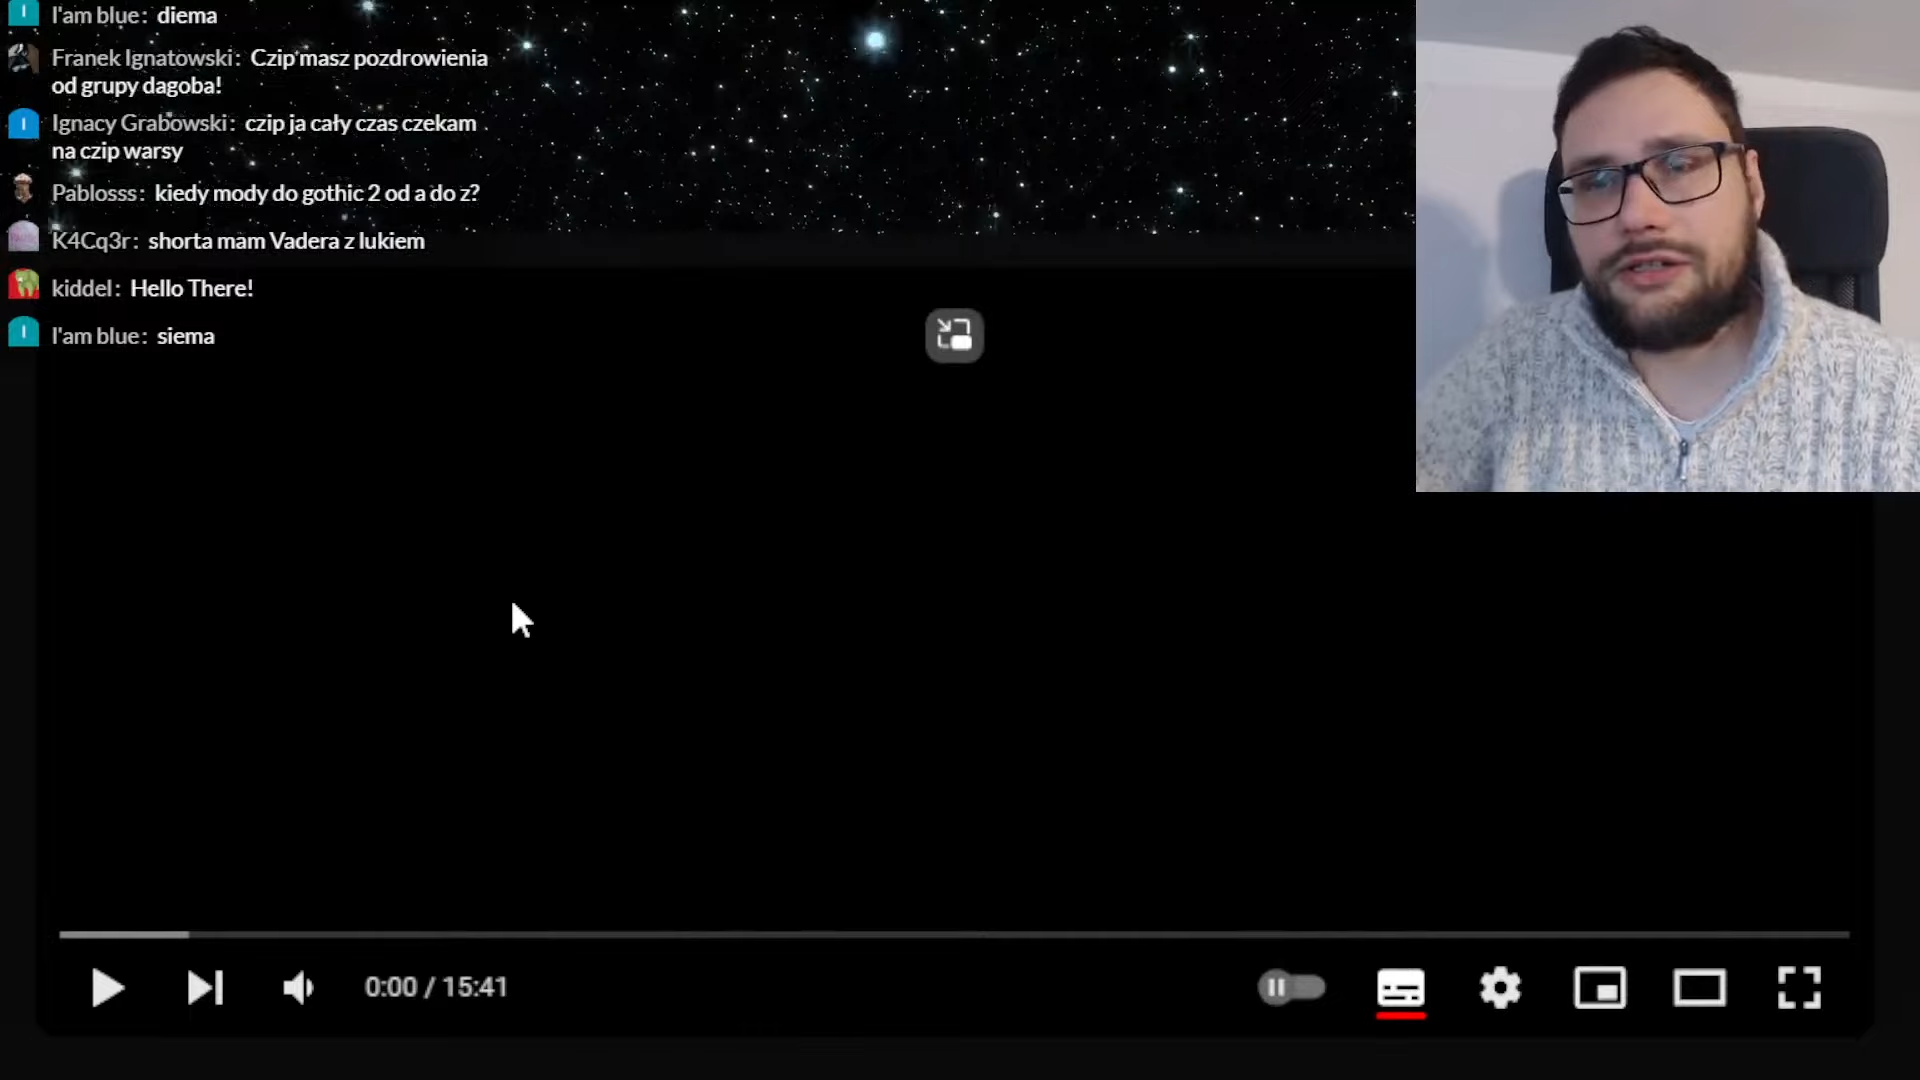 I'am blue: diema
Franek Ignatowski: Czip masz pozdrowienia
od grupy dagoba!
Ignacy Grabowski: czip ja cały czas czekam
na czip warsy
Pablosss: kiedy mody do gothic 2 od a do z?
K4Cq3r: shorta mam Vadera z lukiem
kiddel: Hello There!
I'am blue: siema
0:00 / 15:41